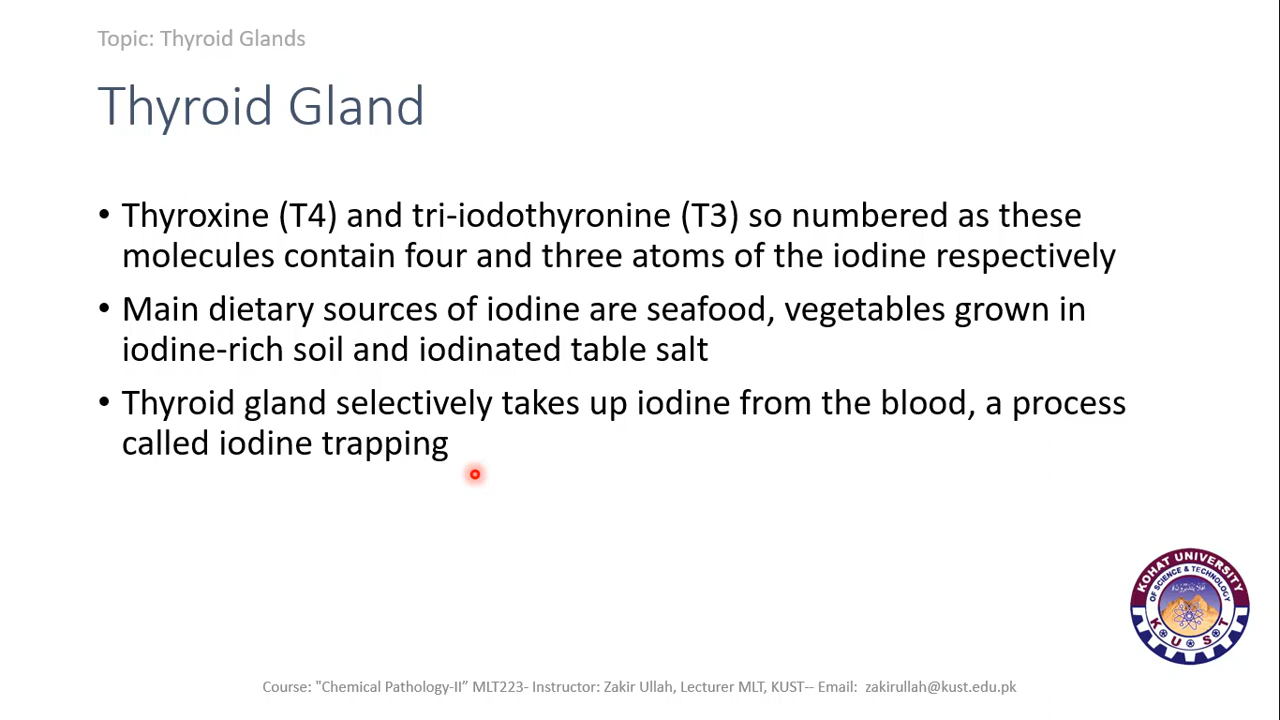 Topic: Thyroid Glands
Thyroid Gland
• Thyroxine (T4) and tri-iodothyronine (T3) so numbered as these
molecules contain four and three atoms of the iodine respectively
• Main dietary sources of iodine are seafood, vegetables grown in
iodine-rich soil and iodinated table salt
• Thyroid gland selectively takes up iodine from the blood, a process
called iodine trapping
KOHAT UNIVERSITY
OF SCIENCE & TECHNOLOGY
K U S T
Course: "Chemical Pathology-II” MLT223- Instructor: Zakir Ullah, Lecturer MLT, KUST-- Email: zakirullah@kust.edu.pk